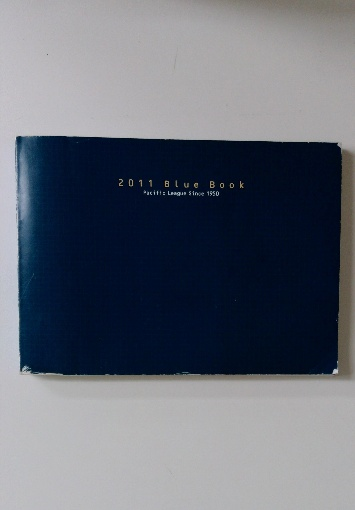 2011 Blue Book
Pacific League Since 1950